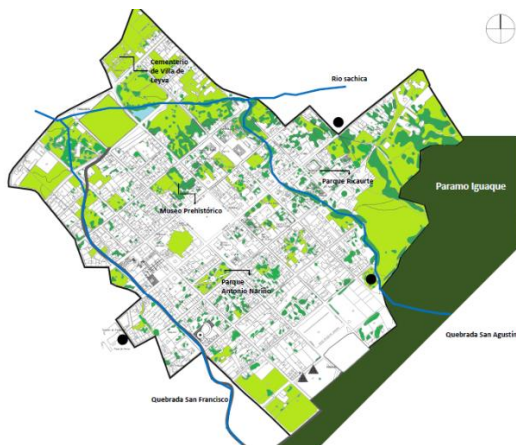 Cementerio
de Villa de
Leyva
Rio sachica
Parque Ricaurte
Paramo Iguaque
Museo Prehistórico
Parque
Antonio Nariño
Quebrada San Agustin
Quebrada San Francisco